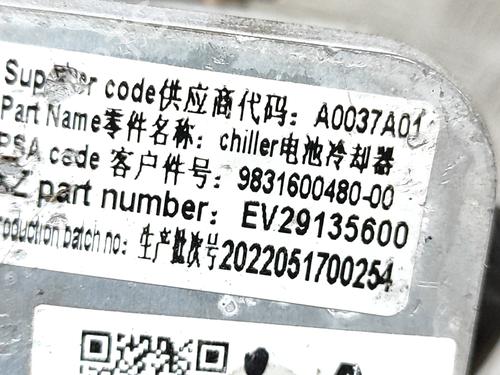 code供应商代码: A0037A01
Part Name零件名称: chiller电池冷却器
PSA code 客户件号: 9831600480-00
part number: EV29135600
batch no: 生产批次号2022051700254